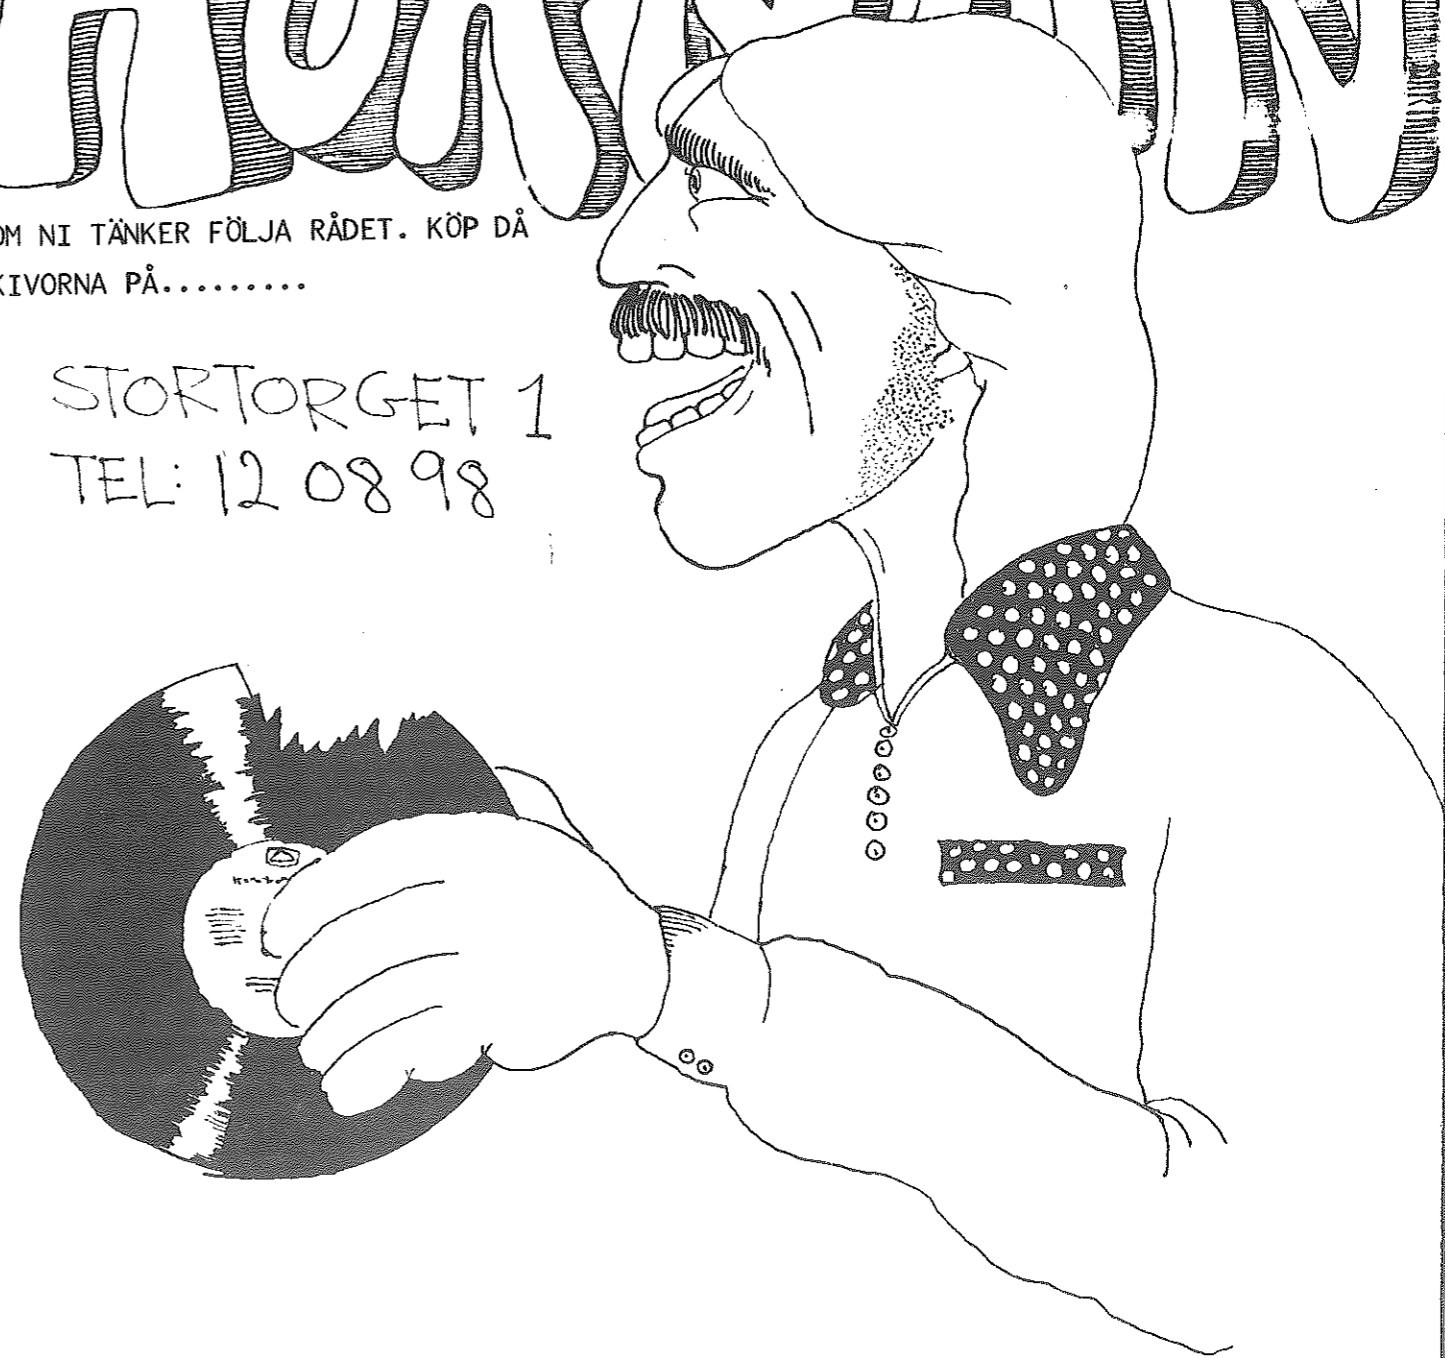 OM NI TÄNKER FÖLJA RÅDET. KÖP DÅ
KIVORNA PÅ.........
STORTORGET 1
TEL: 12 08 98